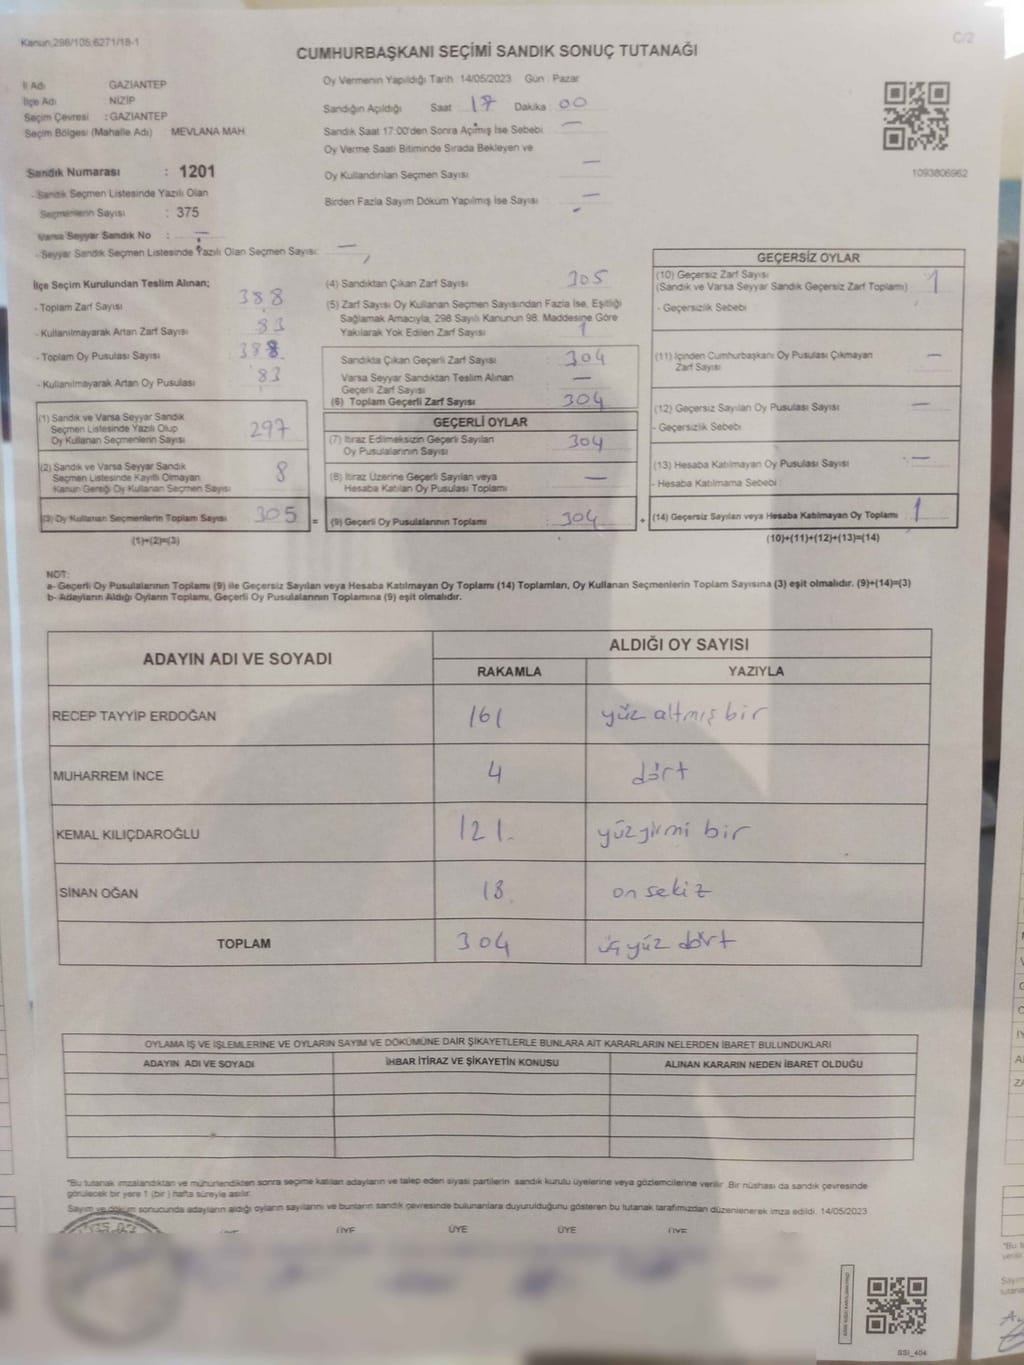 Kanun:298/105,6271/18-1
C/2
CUMHURBAŞKANI SEÇİMİ SANDIK SONUÇ TUTANAĞI
İl Adı : GAZİANTEP
İlçe Adı : NİZİP
Seçim Çevresi : GAZİANTEP
Seçim Bölgesi (Mahalle Adı) : MEVLANA MAH
Sandık Numarası : 1201
- Sandık Seçmen Listesinde Yazılı Olan
Seçmenlerin Sayısı : 375
Varsa Seyyar Sandık No : —
- Seyyar Sandık Seçmen Listesinde Yazılı Olan Seçmen Sayısı: —
Oy Vermenin Yapıldığı Tarih : 14/05/2023 Gün : Pazar
Sandığın Açıldığı Saat 17 Dakika 00
Sandık Saat 17:00'den Sonra Açılmış İse Sebebi : —
Oy Verme Saati Bitiminde Sırada Bekleyen ve
Oy Kullandırılan Seçmen Sayısı : —
Birden Fazla Sayım Döküm Yapılmış İse Sayısı : —
1093806962
İlçe Seçim Kurulundan Teslim Alınan;
- Toplam Zarf Sayısı : 388
- Kullanılmayarak Artan Zarf Sayısı : 83
- Toplam Oy Pusulası Sayısı : 388
- Kullanılmayarak Artan Oy Pusulası : 83
(1) Sandık ve Varsa Seyyar Sandık
Seçmen Listesinde Yazılı Olup
Oy Kullanan Seçmenlerin Sayısı : 297
(2) Sandık ve Varsa Seyyar Sandık
Seçmen Listesinde Kayıtlı Olmayan
Kanun Gereği Oy Kullanan Seçmen Sayısı : 8
(3) Oy Kullanan Seçmenlerin Toplam Sayısı : 305
(1)+(2)=(3)
(4) Sandıktan Çıkan Zarf Sayısı : 305
(5) Zarf Sayısı Oy Kullanan Seçmen Sayısından Fazla İse, Eşitliği
Sağlamak Amacıyla, 298 Sayılı Kanunun 98. Maddesine Göre
Yakılarak Yok Edilen Zarf Sayısı : 1
Sandıkta Çıkan Geçerli Zarf Sayısı : 304
Varsa Seyyar Sandıktan Teslim Alınan
Geçerli Zarf Sayısı : —
(6) Toplam Geçerli Zarf Sayısı : 304
GEÇERLİ OYLAR
(7) İtiraz Edilmeksizin Geçerli Sayılan
Oy Pusulalarının Sayısı : 304
(8) İtiraz Üzerine Geçerli Sayılan veya
Hesaba Katılan Oy Pusulası Toplamı : —
= (9) Geçerli Oy Pusulalarının Toplamı : 304
GEÇERSİZ OYLAR
(10) Geçersiz Zarf Sayısı
(Sandık ve Varsa Seyyar Sandık Geçersiz Zarf Toplamı) : 1
- Geçersizlik Sebebi :
(11) İçinden Cumhurbaşkanı Oy Pusulası Çıkmayan
Zarf Sayısı : —
(12) Geçersiz Sayılan Oy Pusulası Sayısı : —
- Geçersizlik Sebebi :
(13) Hesaba Katılmayan Oy Pusulası Sayısı : —
- Hesaba Katılmama Sebebi :
+ (14) Geçersiz Sayılan veya Hesaba Katılmayan Oy Toplamı : 1
(10)+(11)+(12)+(13)=(14)
NOT:
a- Geçerli Oy Pusulalarının Toplamı (9) ile Geçersiz Sayılan veya Hesaba Katılmayan Oy Toplamı (14) Toplamları, Oy Kullanan Seçmenlerin Toplam Sayısına (3) eşit olmalıdır. (9)+(14)=(3)
b- Adayların Aldığı Oyların Toplamı, Geçerli Oy Pusulalarının Toplamına (9) eşit olmalıdır.
ADAYIN ADI VE SOYADI
ALDIĞI OY SAYISI
RAKAMLA YAZIYLA
RECEP TAYYİP ERDOĞAN 161 yüz altmış bir
MUHARREM İNCE 4 dört
KEMAL KILIÇDAROĞLU 121 yüzyirmi bir
SİNAN OĞAN 18 on sekiz
TOPLAM 304 üç yüz dört
OYLAMA İŞ VE İŞLEMLERİNE VE OYLARIN SAYIM VE DÖKÜMÜNE DAİR ŞİKAYETLERLE BUNLARA AİT KARARLARIN NELERDEN İBARET BULUNDUKLARI
ADAYIN ADI VE SOYADI İHBAR İTİRAZ VE ŞİKAYETİN KONUSU ALINAN KARARIN NEDEN İBARET OLDUĞU
"Bu tutanak imzalandıktan ve mühürlendikten sonra seçime katılan adayların ve talep eden siyasi partilerin sandık kurulu üyelerine veya gözlemcilerine verilir. Bir nüshası da sandık çevresinde
görülecek bir yere 1 (bir) hafta süreyle asılır.
Sayım ve döküm sonucunda adayların aldığı oyların sayılarını ve bunların sandık çevresinde bulunanlara duyurulduğunu gösteren bu tutanak tarafımızdan düzenlenerek imza edildi. 14/05/2023
ÜYE ÜYE ÜYE ÜYE ÜYE
SSI_404